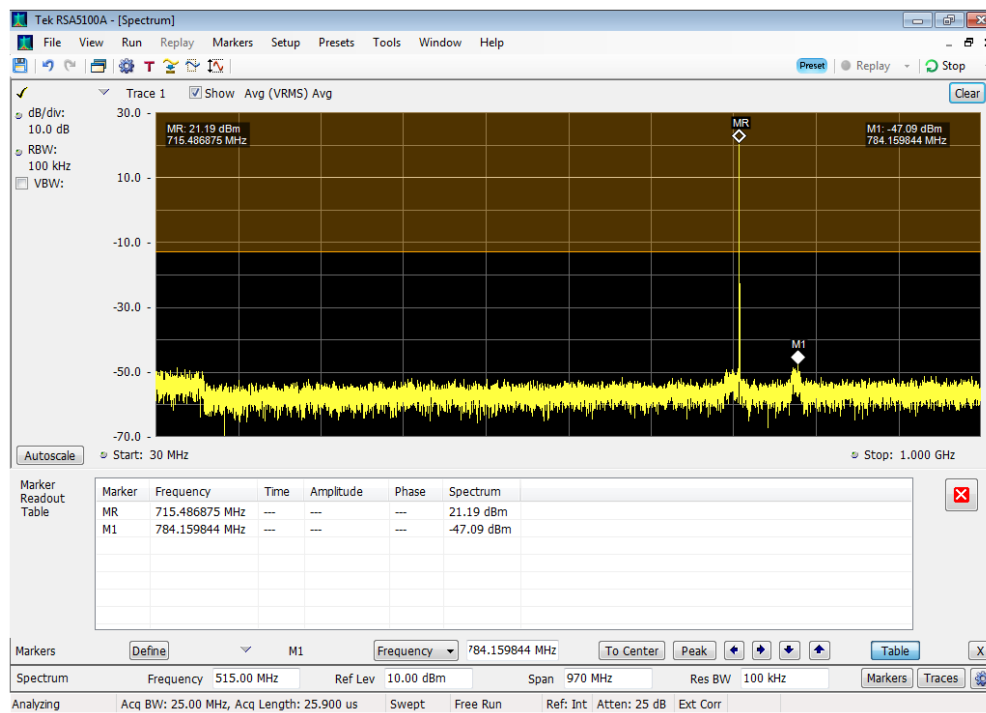 Tek RSA5100A - [Spectrum]
File View Run Replay Markers Setup Presets Tools Window Help
T Preset Replay Stop
Trace 1 Show Avg (VRMS) Avg Clear
dB/div:
10.0 dB
RBW:
100 kHz
VBW:
30.0
10.0
-10.0
-30.0
-50.0
-70.0
MR: 21.19 dBm
715.486875 MHz
MR
M1: -47.09 dBm
784.159844 MHz
M1
Autoscale Start: 30 MHz Stop: 1.000 GHz
Marker
Readout
Table
Marker Frequency Time Amplitude Phase Spectrum
MR 715.486875 MHz --- --- --- 21.19 dBm
M1 784.159844 MHz --- --- --- -47.09 dBm
Markers Define M1 Frequency 784.159844 MHz To Center Peak Table X
Spectrum Frequency 515.00 MHz Ref Lev 10.00 dBm Span 970 MHz Res BW 100 kHz Markers Traces
Analyzing Acq BW: 25.00 MHz, Acq Length: 25.900 us Swept Free Run Ref: Int Atten: 25 dB Ext Corr